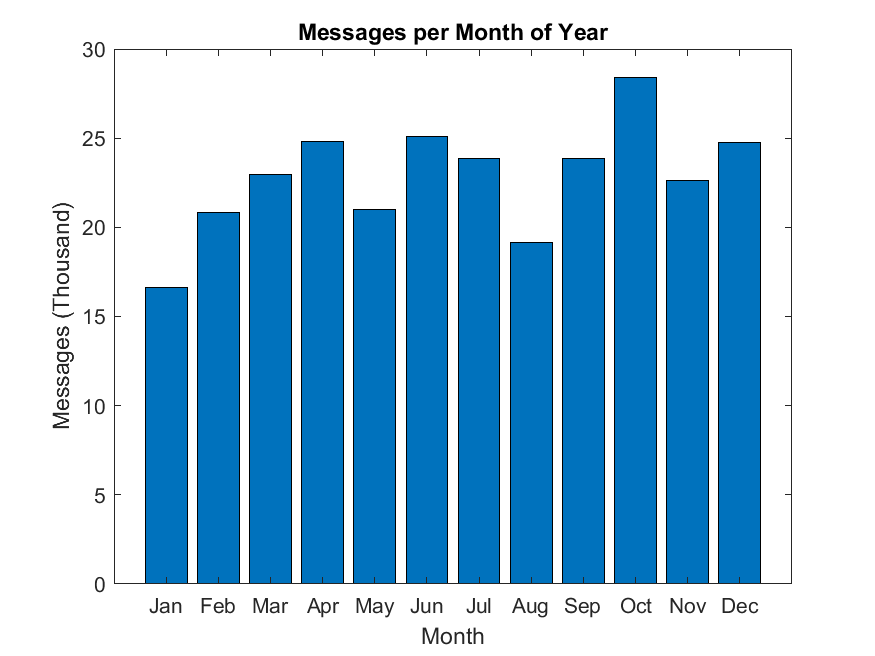 Messages per Month of Year
30
25
20
15
10
5
0
Messages (Thousand)
Jan Feb Mar Apr May Jun Jul Aug Sep Oct Nov Dec
Month